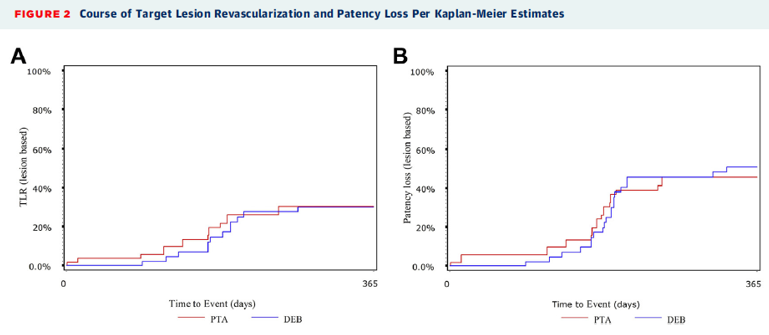 FIGURE 2 Course of Target Lesion Revascularization and Patency Loss Per Kaplan-Meier Estimates
A
100%
80%
60%
40%
20%
0.0%
TLR (lesion based)
0
365
Time to Event (days)
PTA
DEB
B
100%
80%
60%
40%
20%
0.0%
Patency loss (lesion based)
0
365
Time to Event (days)
PTA
DEB